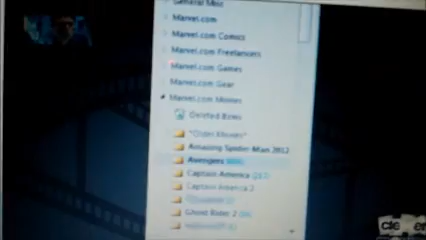 General Misc
Marvel.com
Marvel.com Comics
Marvel.com Freelancers
Marvel.com Games
Marvel.com Gear
Marvel.com Movies
Deleted Items
*Older Movies*
Amazing Spider-Man 2012
Avengers
Captain America
Captain America 2
Ghost Rider 2